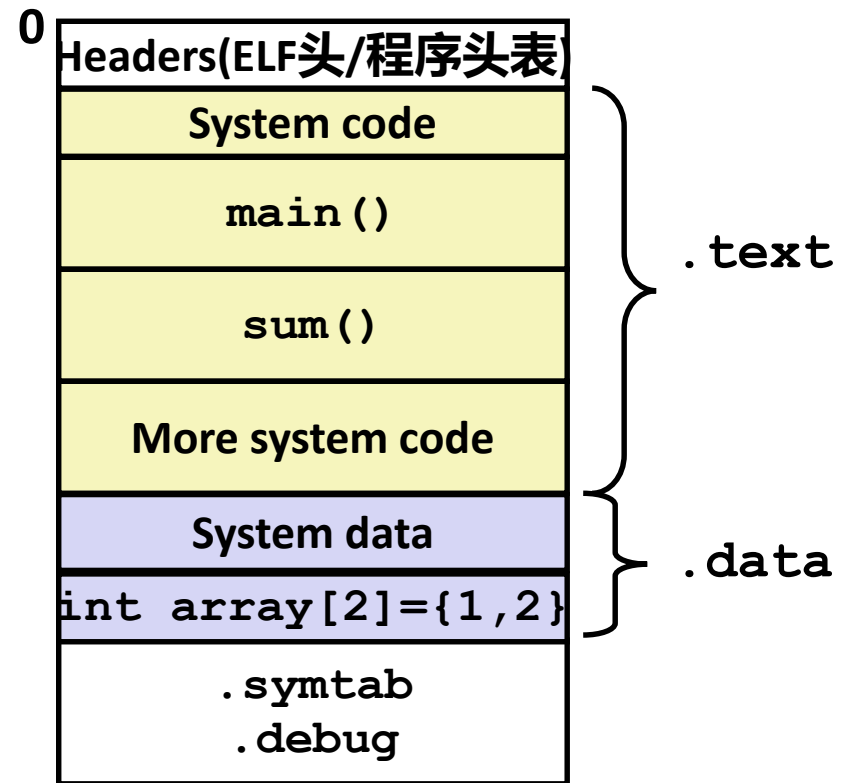 0
Headers(ELF头/程序头表)
System code
main()
sum()
.text
More system code
System data
.data
int array[2]={1,2}
.symtab
.debug